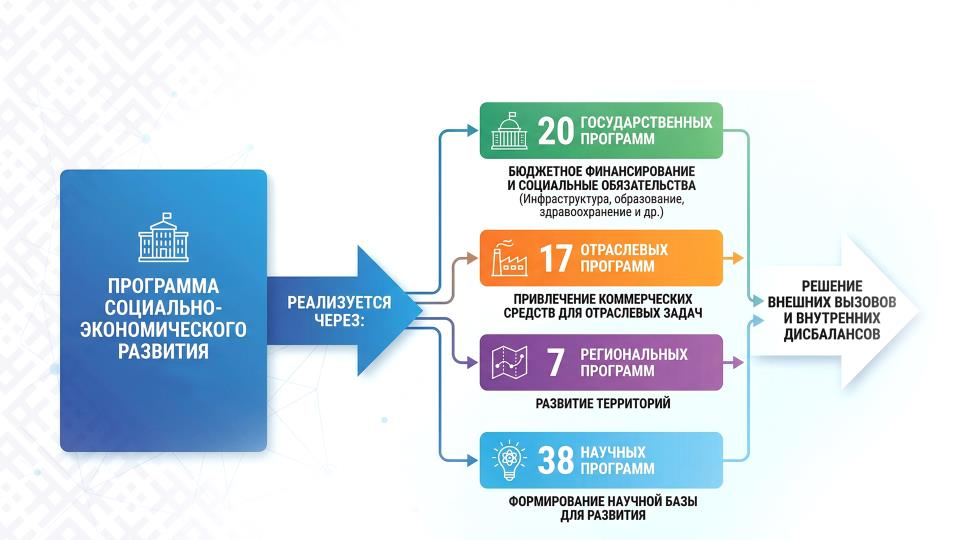 ПРОГРАММА
СОЦИАЛЬНО-
ЭКОНОМИЧЕСКОГО
РАЗВИТИЯ
РЕАЛИЗУЕТСЯ
ЧЕРЕЗ:
20 ГОСУДАРСТВЕННЫХ
ПРОГРАММ
БЮДЖЕТНОЕ ФИНАНСИРОВАНИЕ
И СОЦИАЛЬНЫЕ ОБЯЗАТЕЛЬСТВА
(Инфраструктура, образование,
здравоохранение и др.)
17 ОТРАСЛЕВЫХ
ПРОГРАММ
ПРИВЛЕЧЕНИЕ КОММЕРЧЕСКИХ
СРЕДСТВ ДЛЯ ОТРАСЛЕВЫХ ЗАДАЧ
7 РЕГИОНАЛЬНЫХ
ПРОГРАММ
РАЗВИТИЕ ТЕРРИТОРИЙ
38 НАУЧНЫХ
ПРОГРАММ
ФОРМИРОВАНИЕ НАУЧНОЙ БАЗЫ
ДЛЯ РАЗВИТИЯ
РЕШЕНИЕ
ВНЕШНИХ ВЫЗОВОВ
И ВНУТРЕННИХ
ДИСБАЛАНСОВ